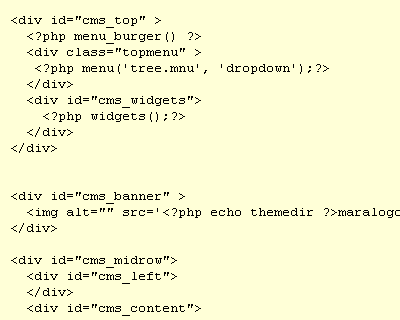 <div id="cms_top" >
<?php menu_burger() ?>
<div class="topmenu" >
<?php menu('tree.mnu', 'dropdown');?>
</div>
<div id="cms_widgets">
<?php widgets();?>
</div>
</div>
<div id="cms_banner" >
<img alt="" src='<?php echo themedir ?>maralogo
</div>
<div id="cms_midrow">
<div id="cms_left">
</div>
<div id="cms_content">